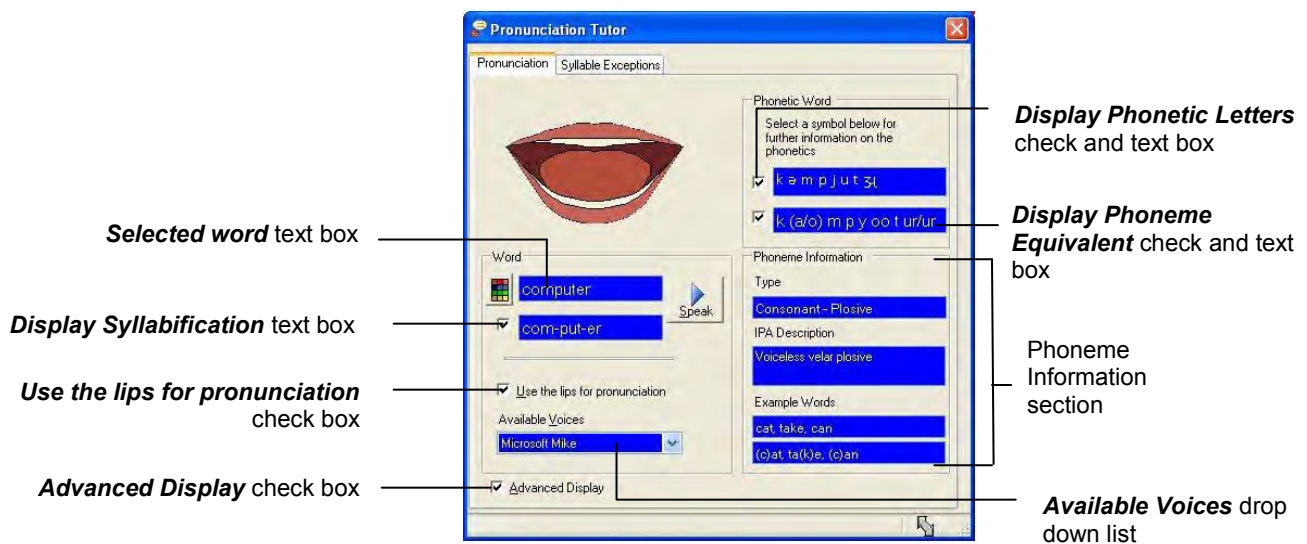 Pronunciation Tutor
Pronunciation Syllable Exceptions
Phonetic Word
Select a symbol below for
further information on the
phonetics
k ə m p j u t ʒɩ
k (a/o) m p y oo t ur/ur
Word
computer
com-put-er
Speak
Use the lips for pronunciation
Available Voices
Microsoft Mike
Advanced Display
Phoneme Information
Type
Consonant - Plosive
IPA Description
Voiceless velar plosive
Example Words
cat, take, can
(c)at, ta(k)e, (c)an
Selected word text box
Display Syllabification text box
Use the lips for pronunciation
check box
Advanced Display check box
Display Phonetic Letters
check and text box
Display Phoneme
Equivalent check and text
box
Phoneme
Information
section
Available Voices drop
down list